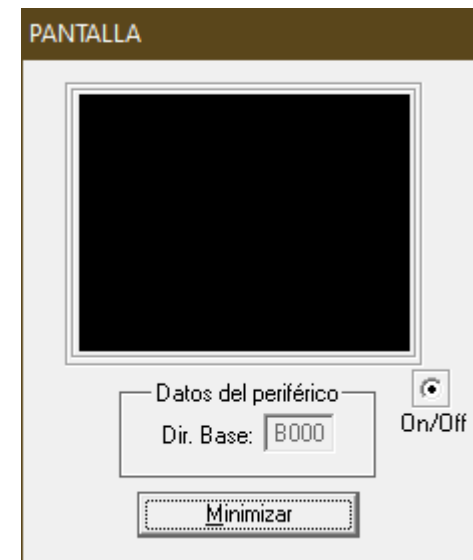 PANTALLA
Datos del periférico
Dir. Base: B000
On/Off
Minimizar